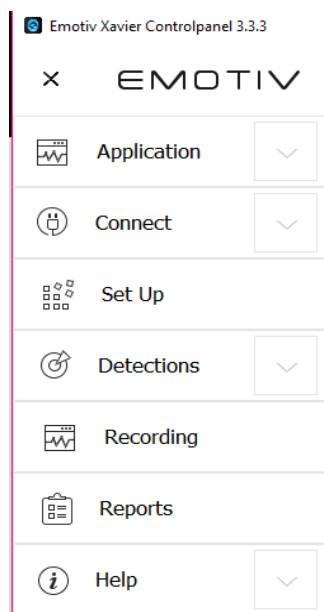 Emotiv Xavier Controlpanel 3.3.3
EMOTIV
Application
Connect
Set Up
Detections
Recording
Reports
Help